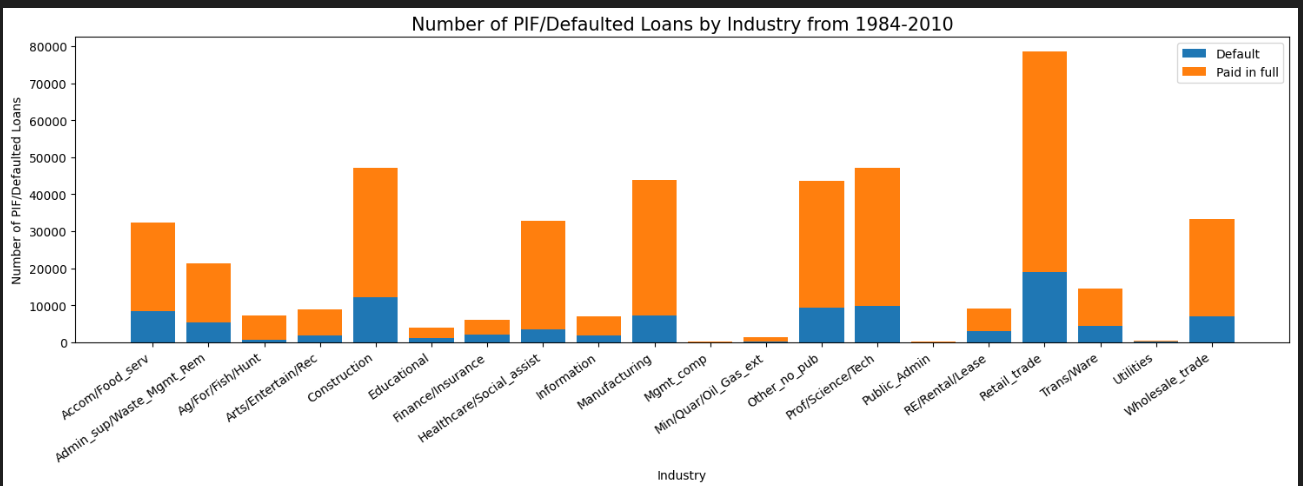 Number of PIF/Defaulted Loans by Industry from 1984-2010
Default
Paid in full
Number of PIF/Defaulted Loans
80000
70000
60000
50000
40000
30000
20000
10000
0
Accom/Food_serv
Admin_sup/Waste_Mgmt_Rem
Ag/For/Fish/Hunt
Arts/Entertain/Rec
Construction
Educational
Finance/Insurance
Healthcare/Social_assist
Information
Manufacturing
Mgmt_comp
Min/Quar/Oil_Gas_ext
Other_no_pub
Prof/Science/Tech
Public_Admin
RE/Rental/Lease
Retail_trade
Trans/Ware
Utilities
Wholesale_trade
Industry